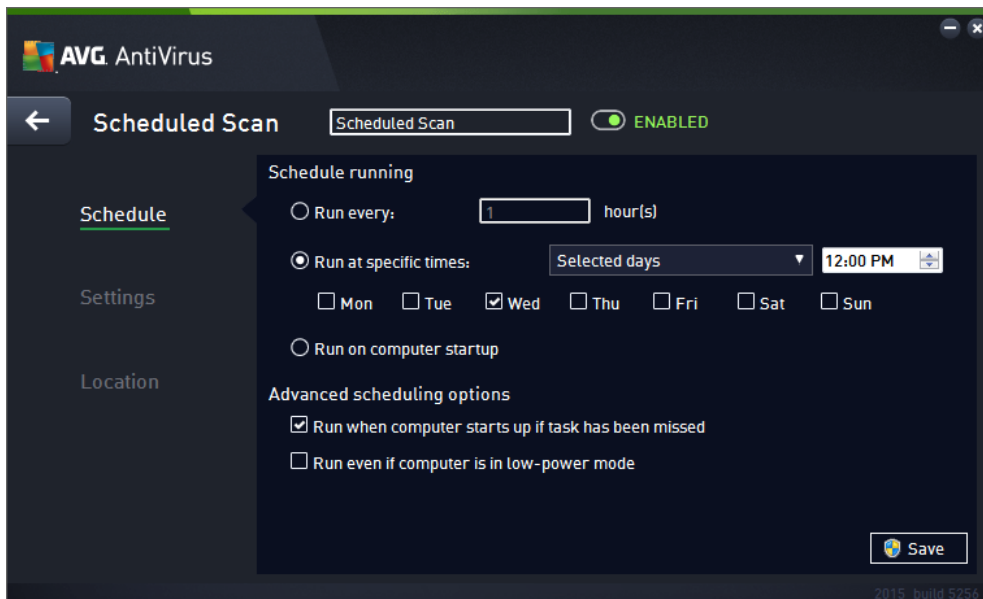 AVG. AntiVirus
Scheduled Scan Scheduled Scan ENABLED
Schedule running
Schedule
Run every: 1 hour(s)
Run at specific times: Selected days 12:00 PM
Settings
Mon Tue Wed Thu Fri Sat Sun
Run on computer startup
Location
Advanced scheduling options
Run when computer starts up if task has been missed
Run even if computer is in low-power mode
Save
2015 build 5256